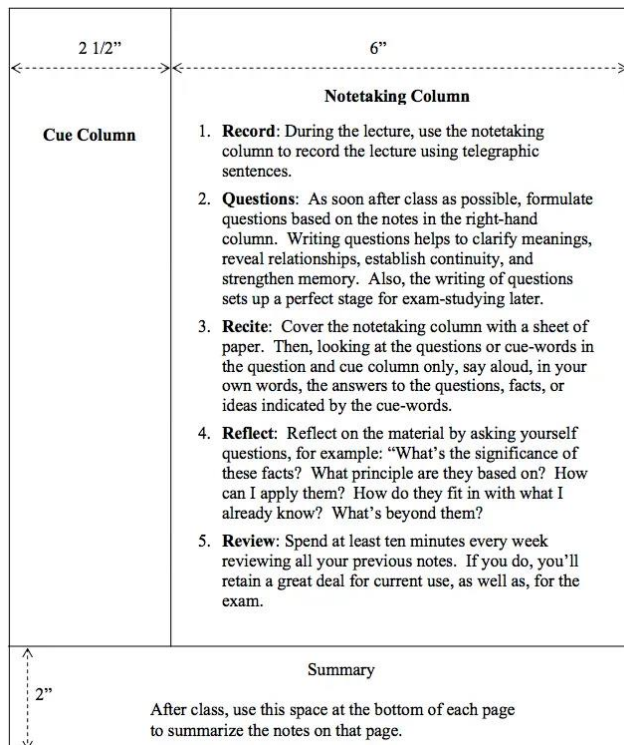 2 1/2”
6”
Cue Column
Notetaking Column
1. Record: During the lecture, use the notetaking
column to record the lecture using telegraphic
sentences.
2. Questions: As soon after class as possible, formulate
questions based on the notes in the right-hand
column. Writing questions helps to clarify meanings,
reveal relationships, establish continuity, and
strengthen memory. Also, the writing of questions
sets up a perfect stage for exam-studying later.
3. Recite: Cover the notetaking column with a sheet of
paper. Then, looking at the questions or cue-words in
the question and cue column only, say aloud, in your
own words, the answers to the questions, facts, or
ideas indicated by the cue-words.
4. Reflect: Reflect on the material by asking yourself
questions, for example: “What’s the significance of
these facts? What principle are they based on? How
can I apply them? How do they fit in with what I
already know? What’s beyond them?
5. Review: Spend at least ten minutes every week
reviewing all your previous notes. If you do, you’ll
retain a great deal for current use, as well as, for the
exam.
2”
Summary
After class, use this space at the bottom of each page
to summarize the notes on that page.